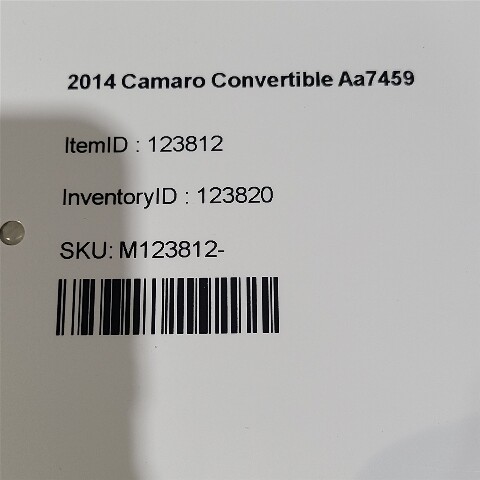 2014 Camaro Convertible Aa7459
ItemID : 123812
InventoryID : 123820
SKU: M123812-